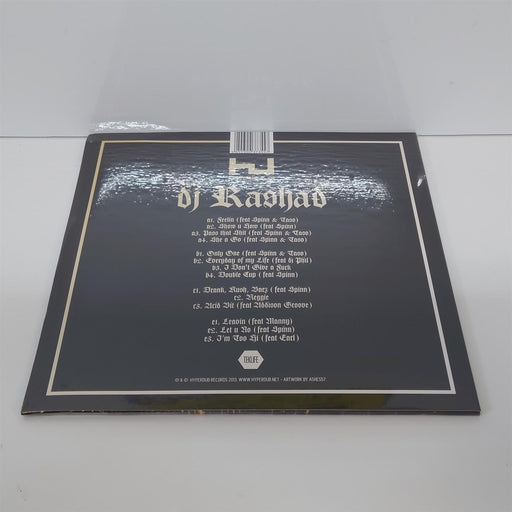 dj Rashad
a1. Feelin (feat Spinn & Taso)
a2. Show U How (feat Spinn)
a3. Pass that Shit (feat Spinn & Taso)
a4. She a Go (feat Spinn & Taso)
b1. Only One (feat Spinn & Taso)
b2. Everyday of my Life (feat dj Phil)
b3. I Don't Give a Fuck
b4. Double Cup (feat Spinn)
c1. Drank, Kush, Barz (feat Spinn)
c2. Reggie
c3. Acid Bit (feat Addison Groove)
c1. Leavin (feat Manny)
c2. Let u No (feat Spinn)
c3. I'm Too Hi (feat Earl)
TEKLIFE
℗ & © HYPERDUB RECORDS 2013. WWW.HYPERDUB.NET - ARTWORK BY ASHES57